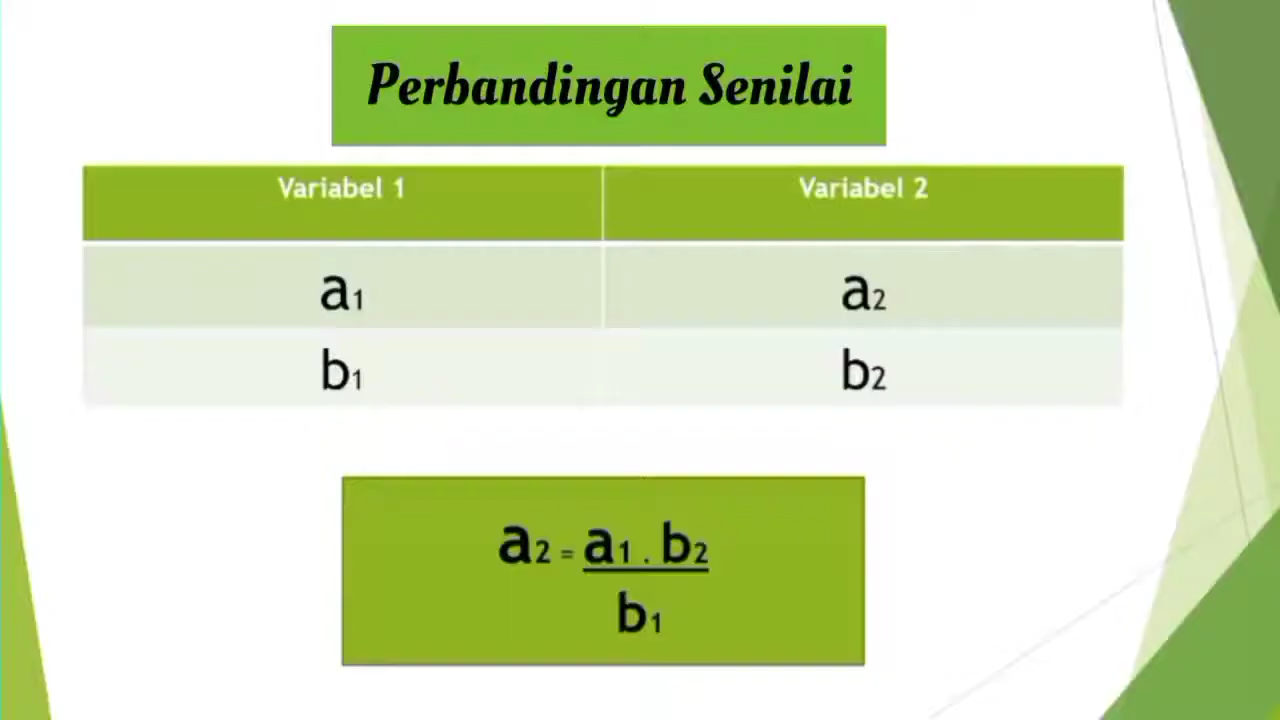 Perbandingan Senilai
Variabel 1 Variabel 2
a1 a2
b1 b2
a2 = a1 . b2
b1